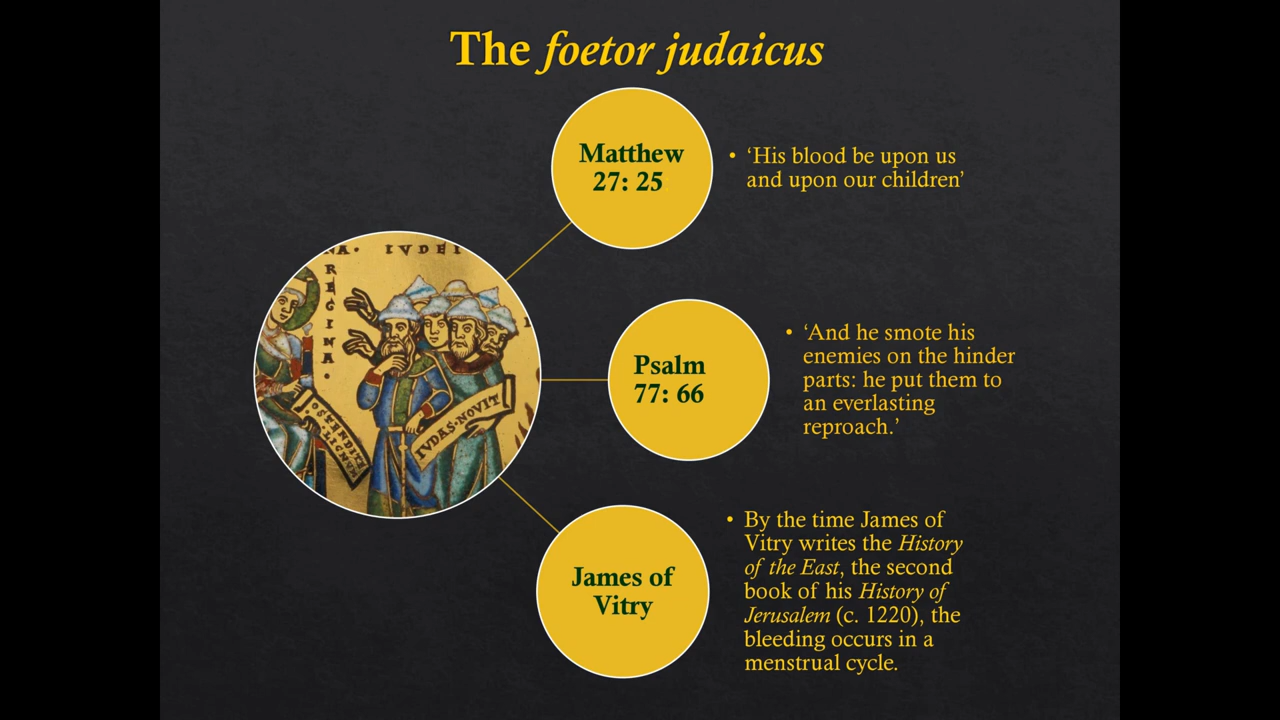 The foetor judaicus
Matthew
27: 25
• ‘His blood be upon us
and upon our children’
NA• IVDEI
R
E
G
I
N
A
•
OSTENDITE
LIGNUM
IVDAS·NOVIT
Psalm
77: 66
• ‘And he smote his
enemies on the hinder
parts: he put them to
an everlasting
reproach.’
James of
Vitry
• By the time James of
Vitry writes the History
of the East, the second
book of his History of
Jerusalem (c. 1220), the
bleeding occurs in a
menstrual cycle.